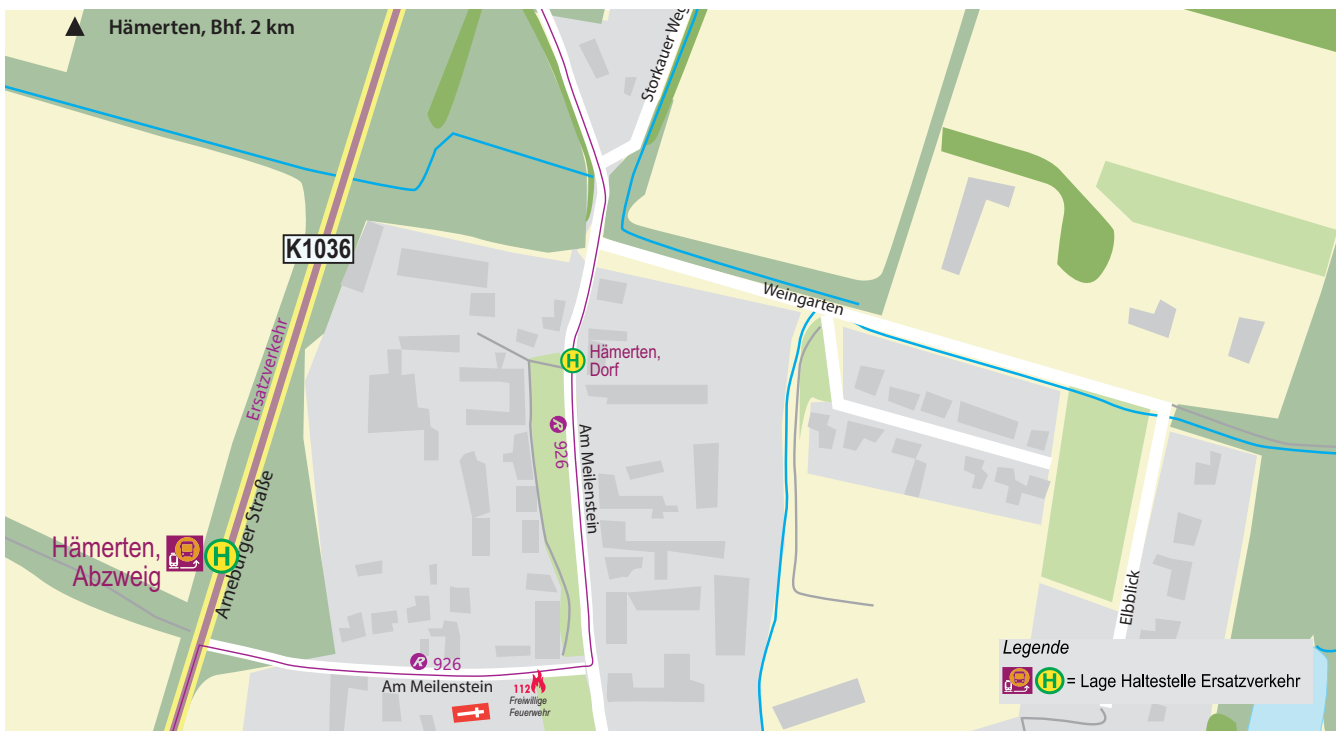 Hämerten, Bhf. 2 km
Storkauer Weg
K1036
Weingarten
Ersatzverkehr
H
Hämerten,
Dorf
R 926
Am Meilenstein
Arneburger Straße
Hämerten,
Abzweig
H
Elbblick
R 926
Am Meilenstein
112
Freiwillige
Feuerwehr
Legende
H = Lage Haltestelle Ersatzverkehr